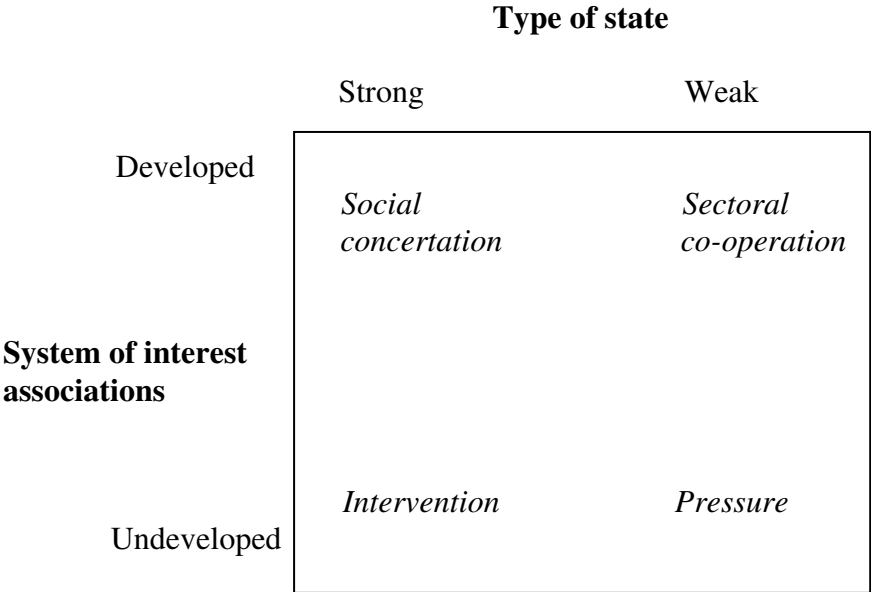 Type of state
Strong Weak
Developed
Social Sectoral
concertation co-operation
System of interest
associations
Intervention Pressure
Undeveloped